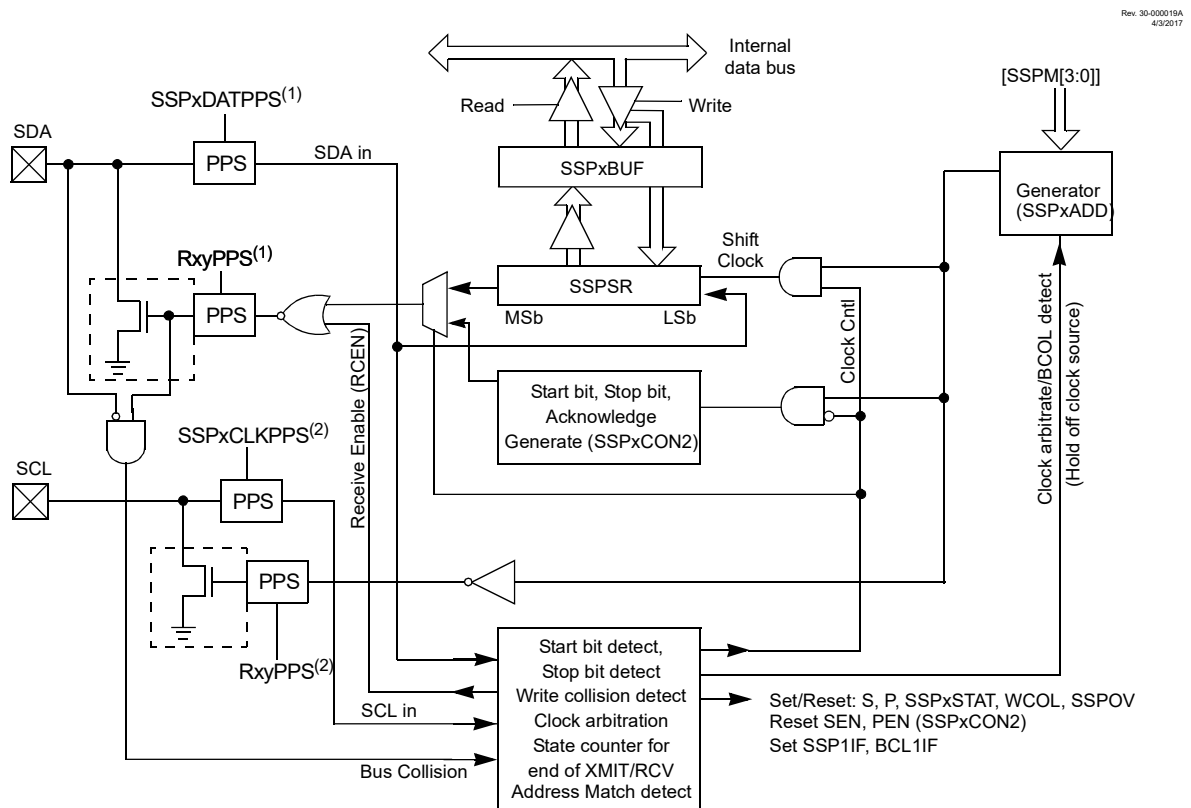 Rev. 30-000019A
4/3/2017
Internal
data bus
[SSPM[3:0]]
Read
Write
SSPxDATPPS(1)
SDA
PPS
SDA in
SSPxBUF
Generator
(SSPxADD)
Shift
Clock
RxyPPS(1)
PPS
SSPSR
MSb
LSb
Clock Cntl
Clock arbitrate/BCOL detect
(Hold off clock source)
Receive Enable (RCEN)
Start bit, Stop bit,
Acknowledge
Generate (SSPxCON2)
SSPxCLKPPS(2)
SCL
PPS
PPS
RxyPPS(2)
SCL in
Bus Collision
Start bit detect,
Stop bit detect
Write collision detect
Clock arbitration
State counter for
end of XMIT/RCV
Address Match detect
Set/Reset: S, P, SSPxSTAT, WCOL, SSPOV
Reset SEN, PEN (SSPxCON2)
Set SSP1IF, BCL1IF